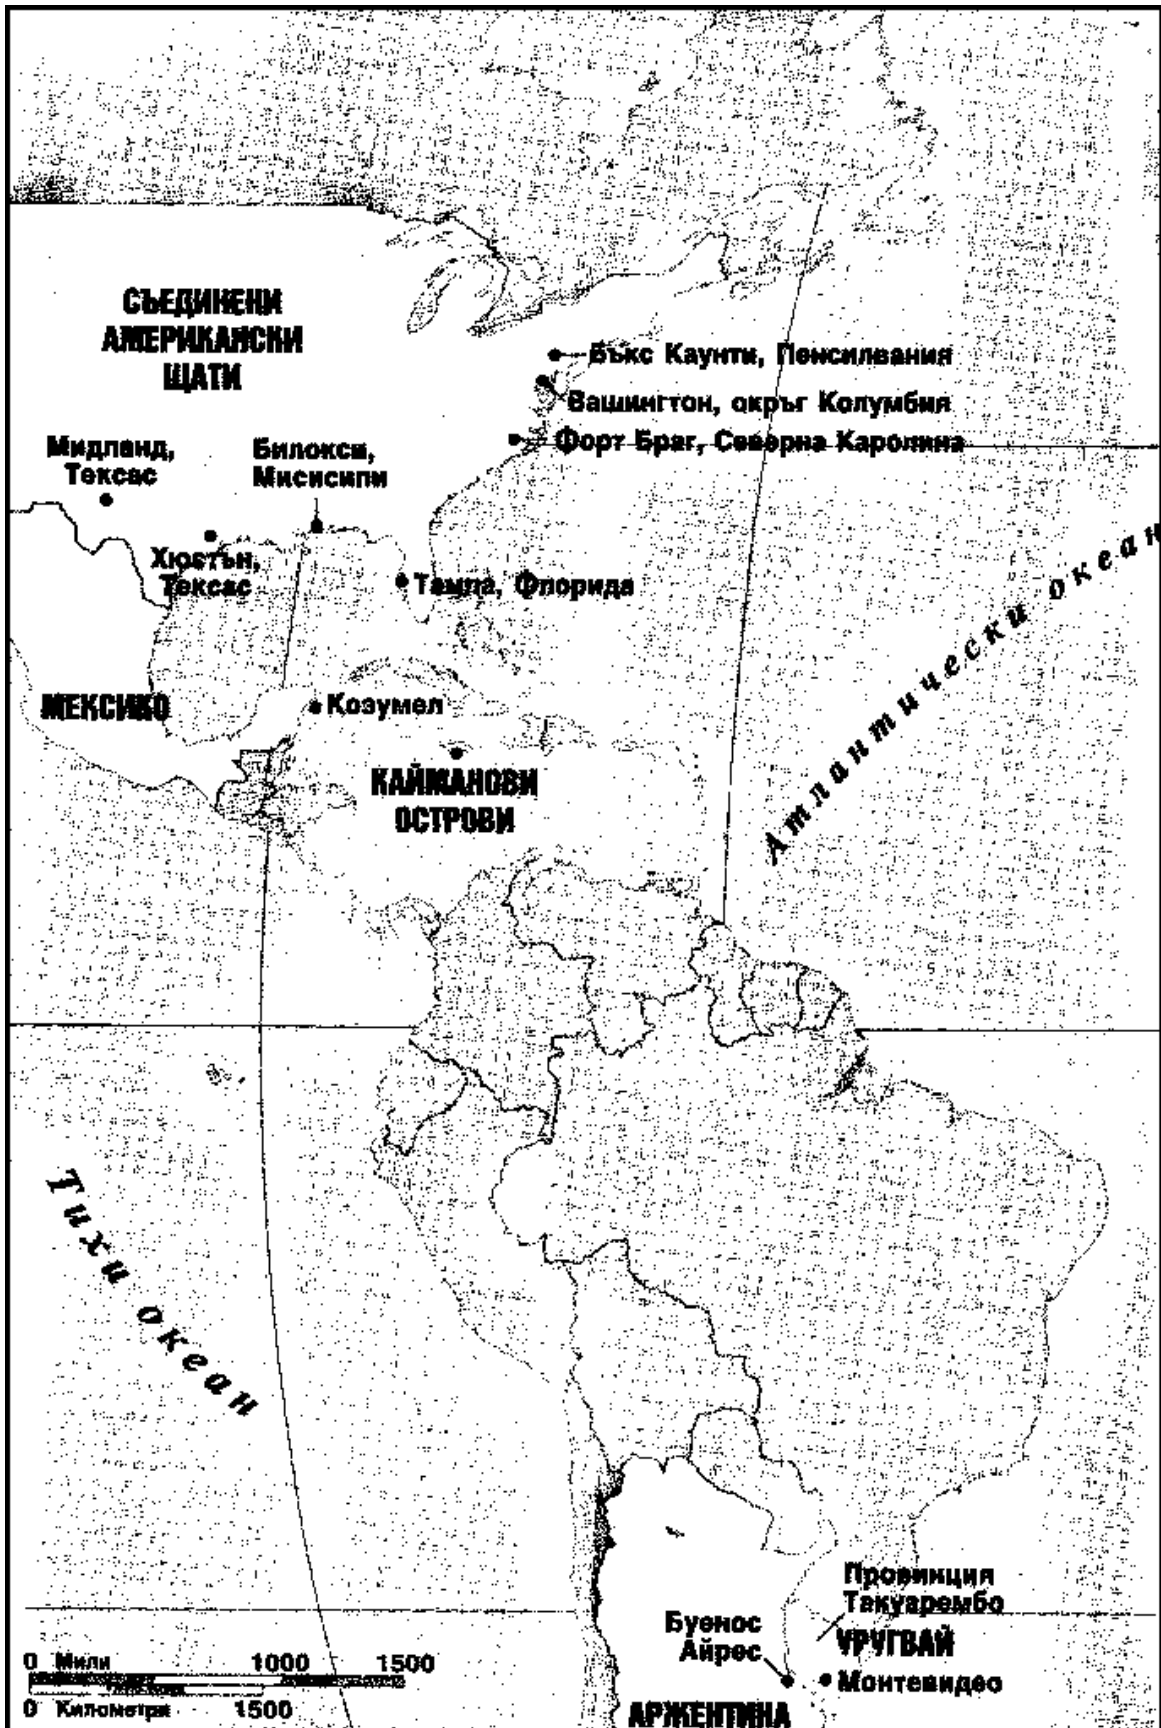 СЪЕДИНЕНИ
АМЕРИКАНСКИ
ЩАТИ
Бъкс Каунти, Пенсилвания
Вашингтон, окръг Колумбия
Форт Браг, Северна Каролина
Мидланд,
Тексас
Билокси,
Мисисипи
Хюстън,
Тексас
Тампа, Флорида
Атлантически океан
МЕКСИКО
Козумел
КАЙМАНОВИ
ОСТРОВИ
Тихи океан
Провинция
Такуарембо
Буенос
Айрес
УРУГВАЙ
Монтевидео
АРЖЕНТИНА
0 Мили 1000 1500
0 Километри 1500